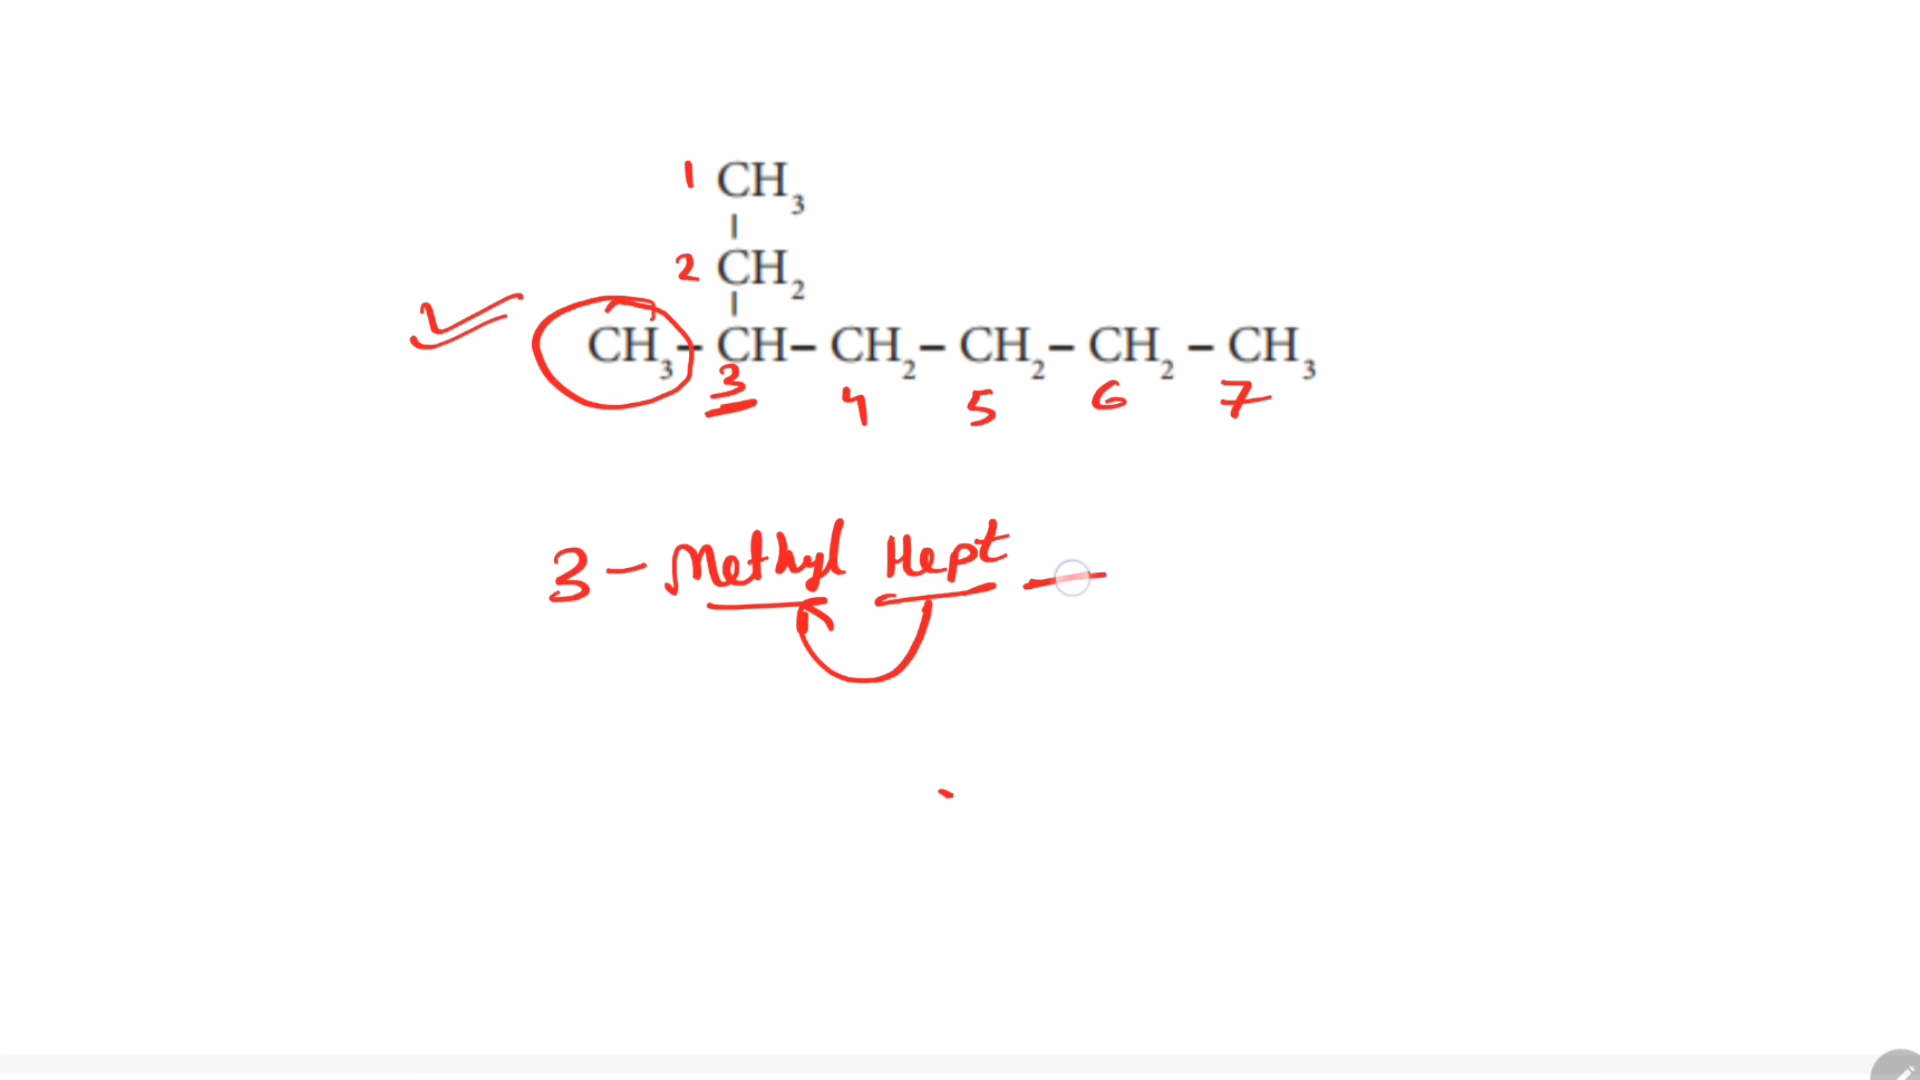 1 CH₃
2 CH₂
CH₃ – CH – CH₂ – CH₂ – CH₂ – CH₃
3 4 5 6 7
3 – Methyl Hept –